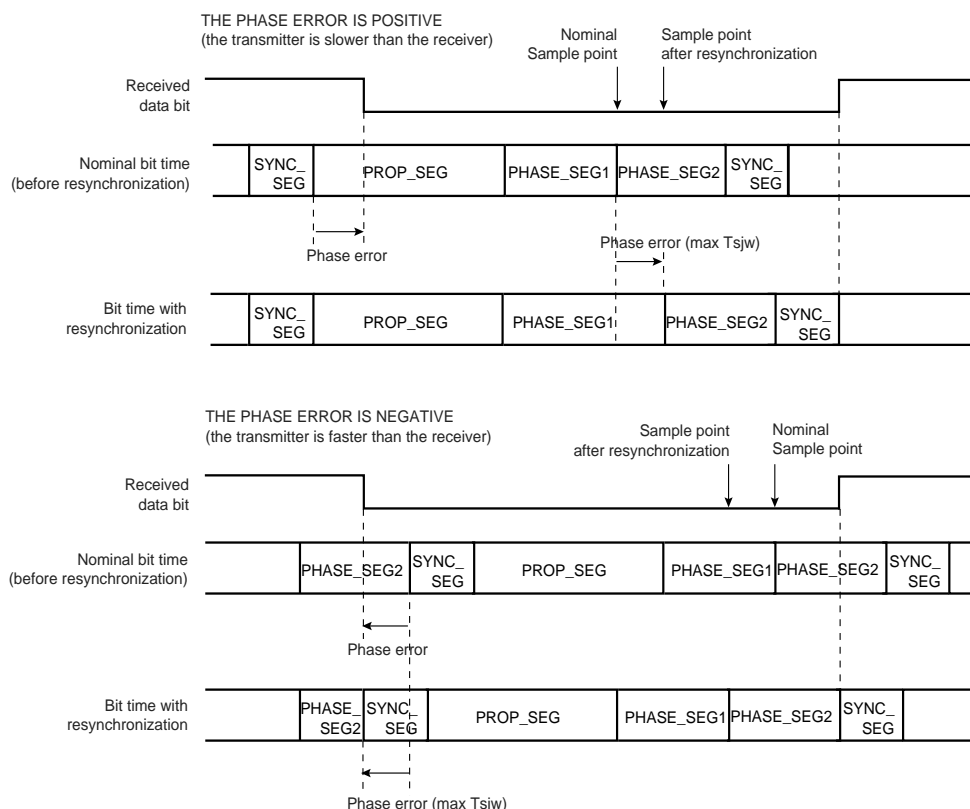 THE PHASE ERROR IS POSITIVE
(the transmitter is slower than the receiver)
Nominal
Sample point
Sample point
after resynchronization
Received
data bit
Nominal bit time
(before resynchronization)
SYNC_
SEG
PROP_SEG
PHASE_SEG1
PHASE_SEG2
SYNC_
SEG
Phase error
Phase error (max Tsjw)
Bit time with
resynchronization
SYNC_
SEG
PROP_SEG
PHASE_SEG1
PHASE_SEG2
SYNC_
SEG
THE PHASE ERROR IS NEGATIVE
(the transmitter is faster than the receiver)
Sample point
after resynchronization
Nominal
Sample point
Received
data bit
Nominal bit time
(before resynchronization)
PHASE_SEG2
SYNC_
SEG
PROP_SEG
PHASE_SEG1
PHASE_SEG2
SYNC_
SEG
Phase error
Bit time with
resynchronization
PHASE_
SEG2
SYNC_
SEG
PROP_SEG
PHASE_SEG1
PHASE_SEG2
SYNC_
SEG
Phase error (max Tsjw)